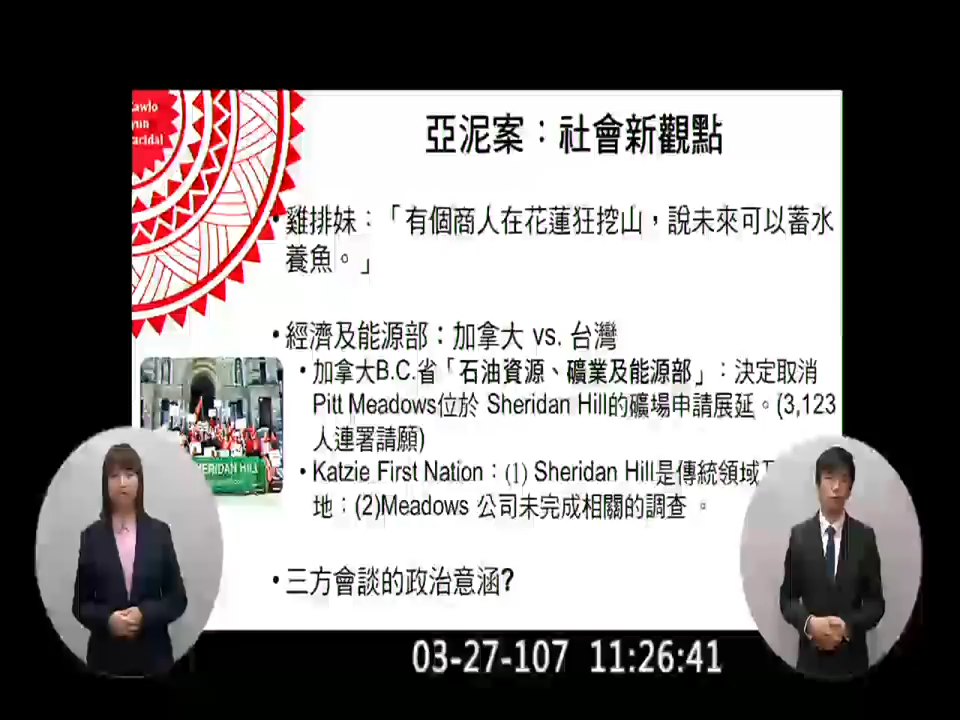 亞泥案：社會新觀點
• 雞排妹：「有個商人在花蓮狂挖山，說未來可以蓄水
養魚。」
• 經濟及能源部：加拿大 vs. 台灣
• 加拿大B.C.省「石油資源、礦業及能源部」：決定取消
Pitt Meadows位於 Sheridan Hill的礦場申請展延。(3,123
人連署請願)
• Katzie First Nation：(1) Sheridan Hill是傳統領域
地；(2)Meadows 公司未完成相關的調查 。
SHERIDAN HILL
• 三方會談的政治意涵?
03-27-107 11:26:41